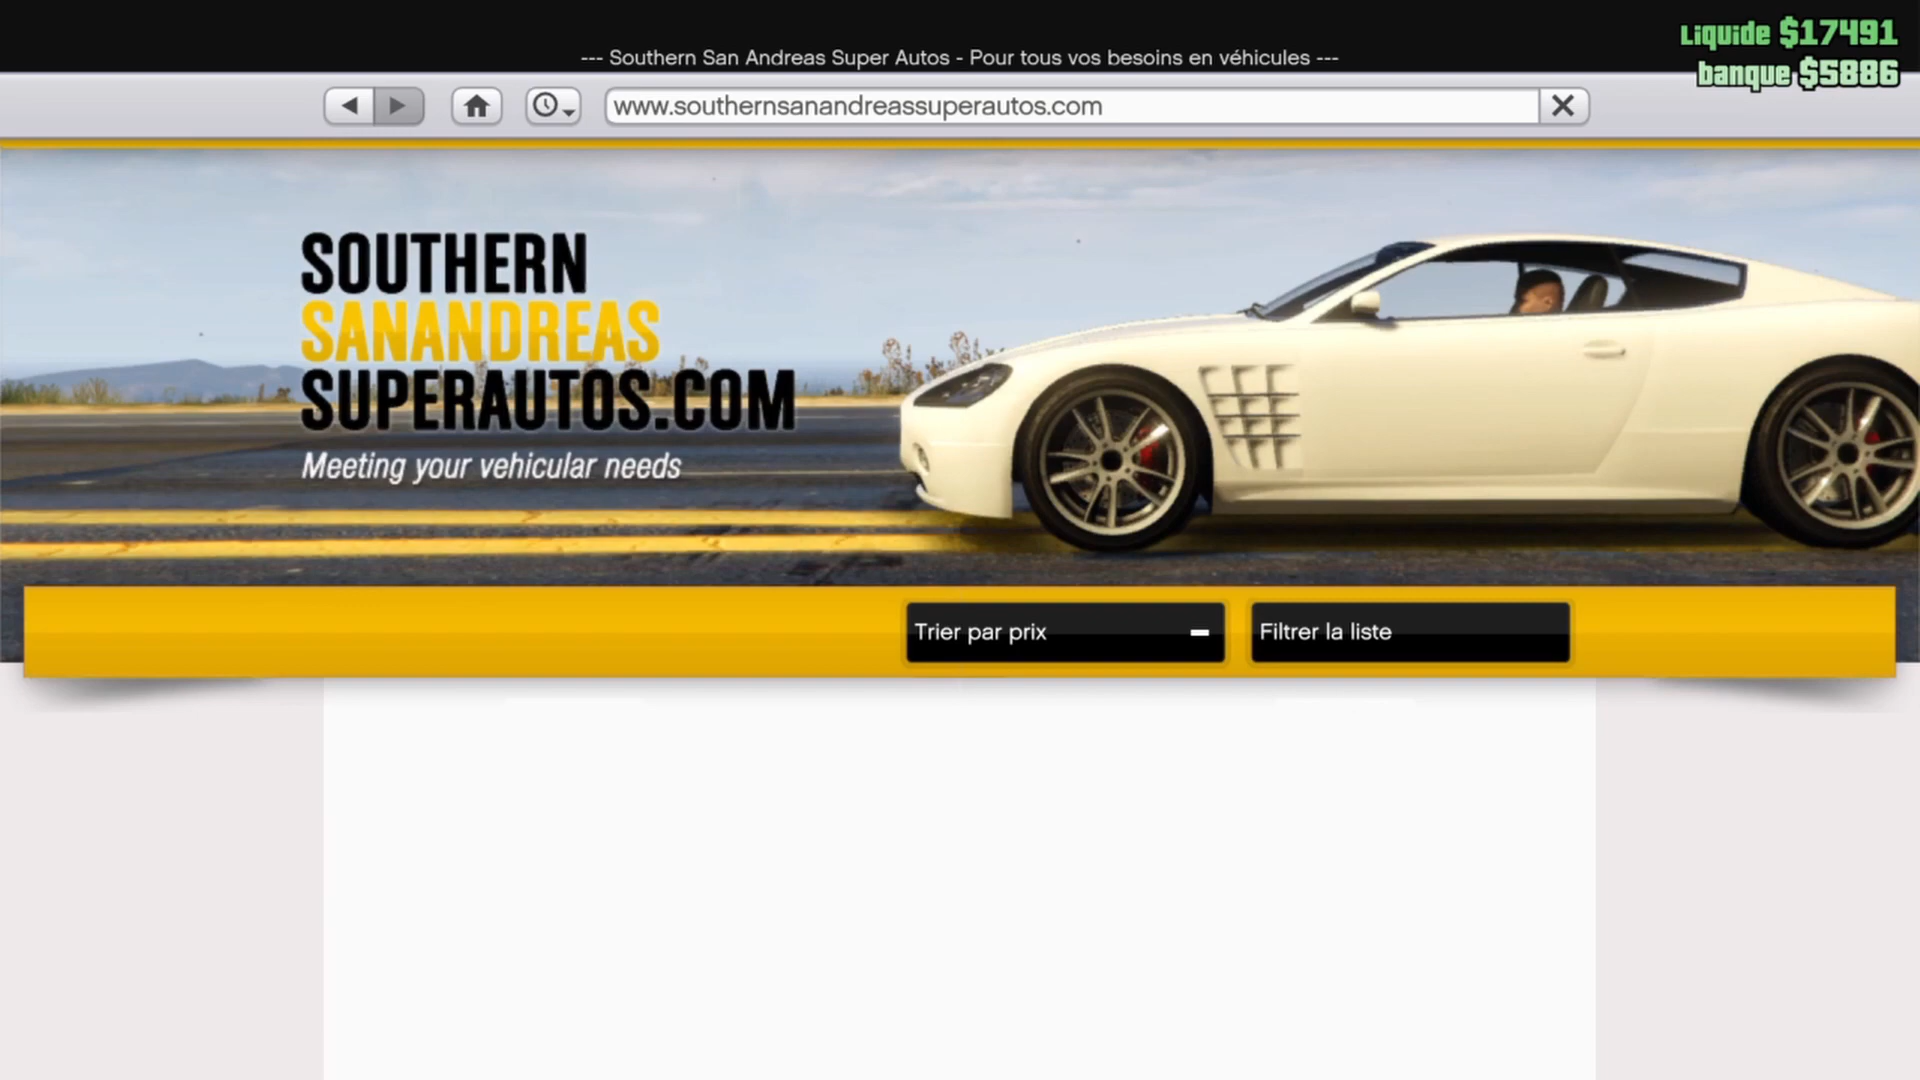 Liquide $17491
banque $5886
--- Southern San Andreas Super Autos - Pour tous vos besoins en véhicules ---
www.southernsanandreassuperautos.com
SOUTHERN
SANANDREAS
SUPERAUTOS.COM
Meeting your vehicular needs
Trier par prix
Filtrer la liste